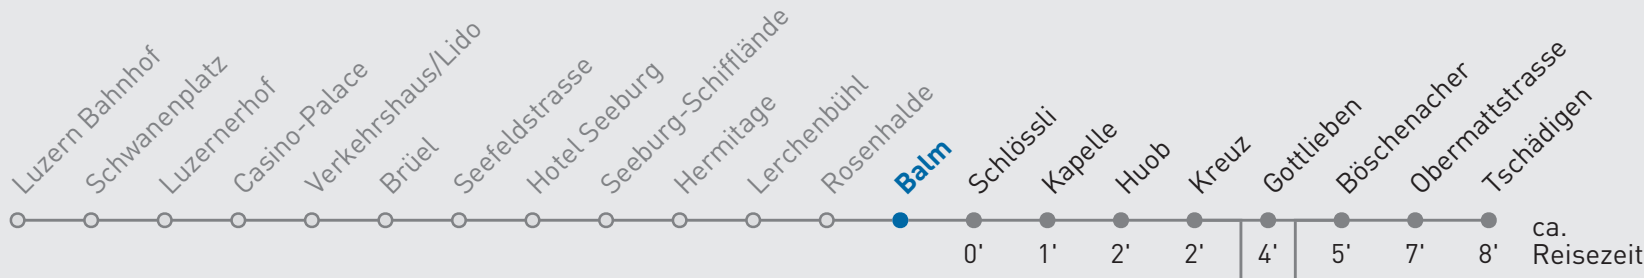 Luzern Bahnhof
Schwanenplatz
Luzernerhof
Casino-Palace
Verkehrshaus/Lido
Brüel
Seefeldstrasse
Hotel Seeburg
Seeburg-Schifflände
Hermitage
Lerchenbühl
Rosenhalde
Balm
Schlössli
Kapelle
Huob
Kreuz
Gottlieben
Böschenacher
Obermattstrasse
Tschädigen
0' 1' 2' 2' 4' 5' 7' 8'
ca.
Reisezeit